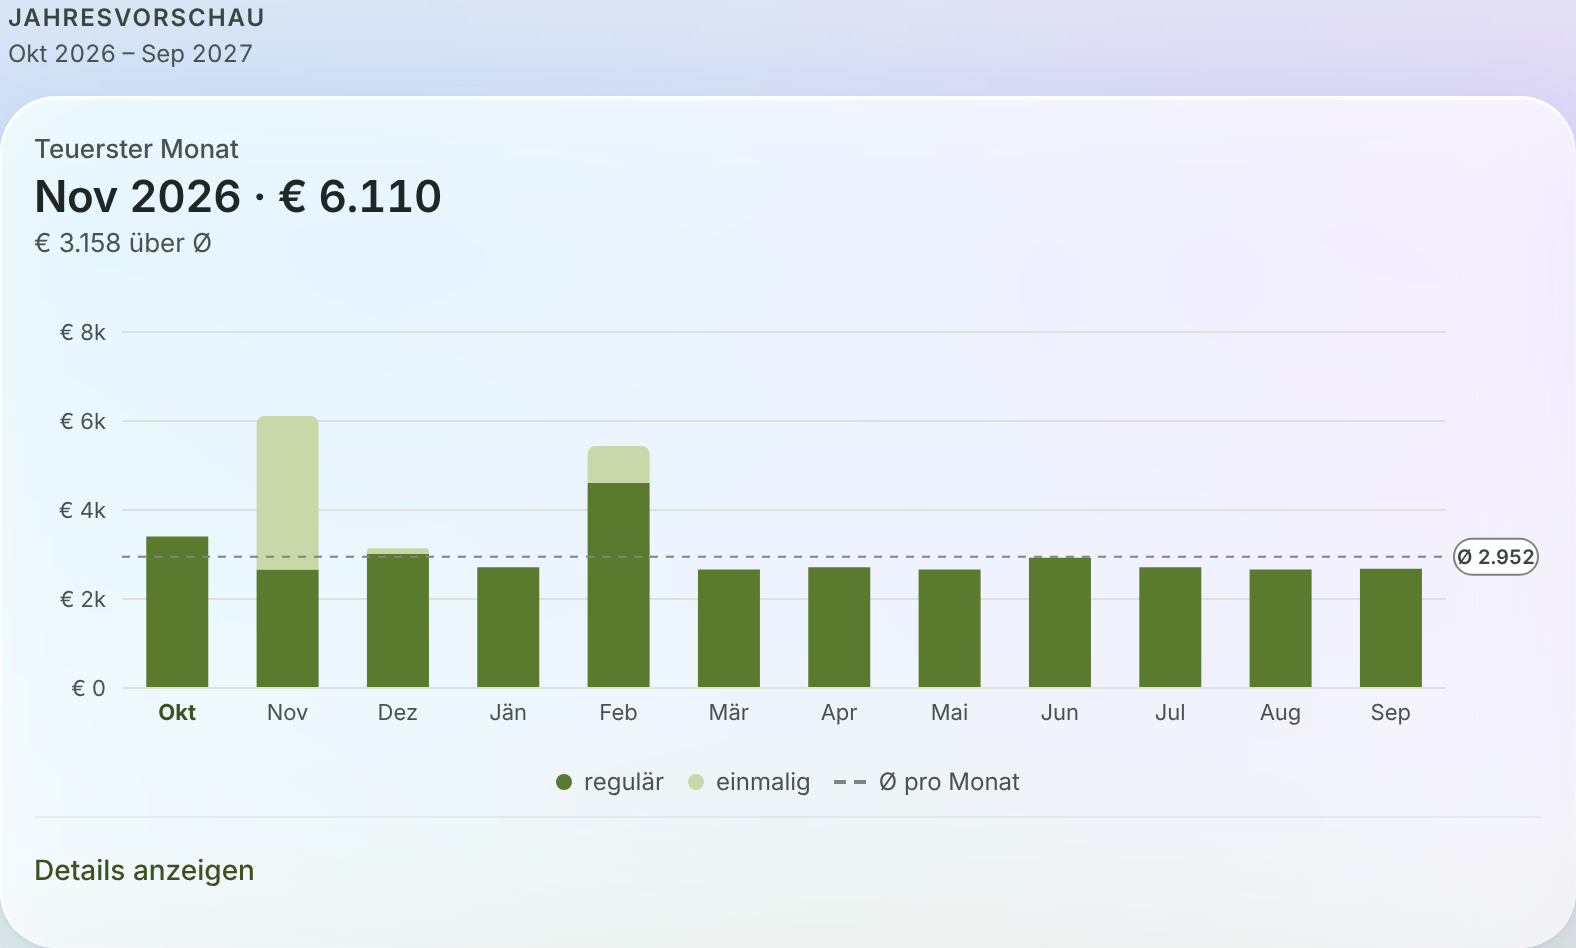 JAHRESVORSCHAU
Okt 2026 – Sep 2027
Teuerster Monat
Nov 2026 · € 6.110
€ 3.158 über Ø
€ 8k
€ 6k
€ 4k
€ 2k
€ 0
Ø 2.952
Okt Nov Dez Jän Feb Mär Apr Mai Jun Jul Aug Sep
regulär einmalig Ø pro Monat
Details anzeigen